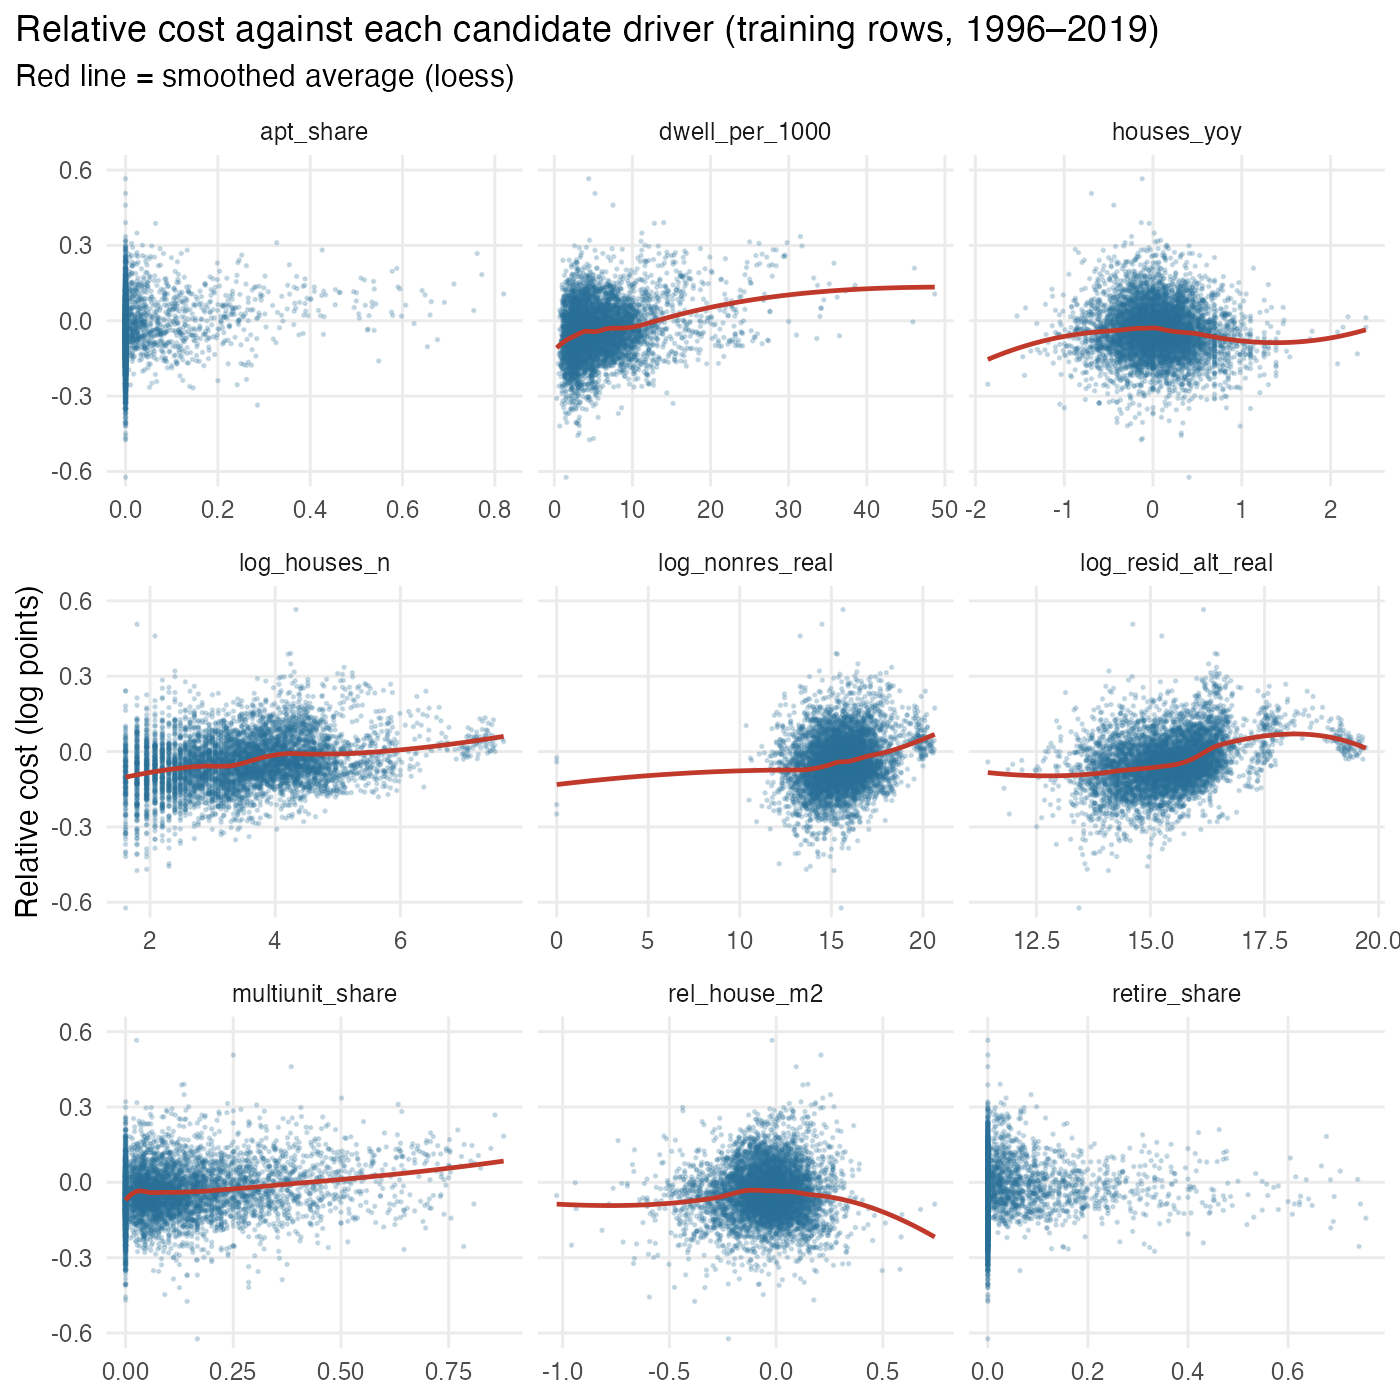 Relative cost against each candidate driver (training rows, 1996–2019)
Red line = smoothed average (loess)
apt_share
dwell_per_1000
houses_yoy
0.6
0.3
0.0
-0.3
-0.6
0.0 0.2 0.4 0.6 0.8
0 10 20 30 40 50
-2 -1 0 1 2
log_houses_n
log_nonres_real
log_resid_alt_real
Relative cost (log points)
0.6
0.3
0.0
-0.3
-0.6
2 4 6
0 5 10 15 20
12.5 15.0 17.5 20.0
multiunit_share
rel_house_m2
retire_share
0.6
0.3
0.0
-0.3
-0.6
0.00 0.25 0.50 0.75
-1.0 -0.5 0.0 0.5
0.0 0.2 0.4 0.6